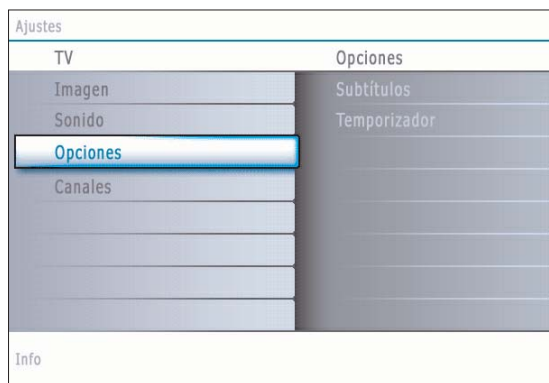 Ajustes
TV
Opciones
Imagen
Subtítulos
Sonido
Temporizador
Opciones
Canales
Info